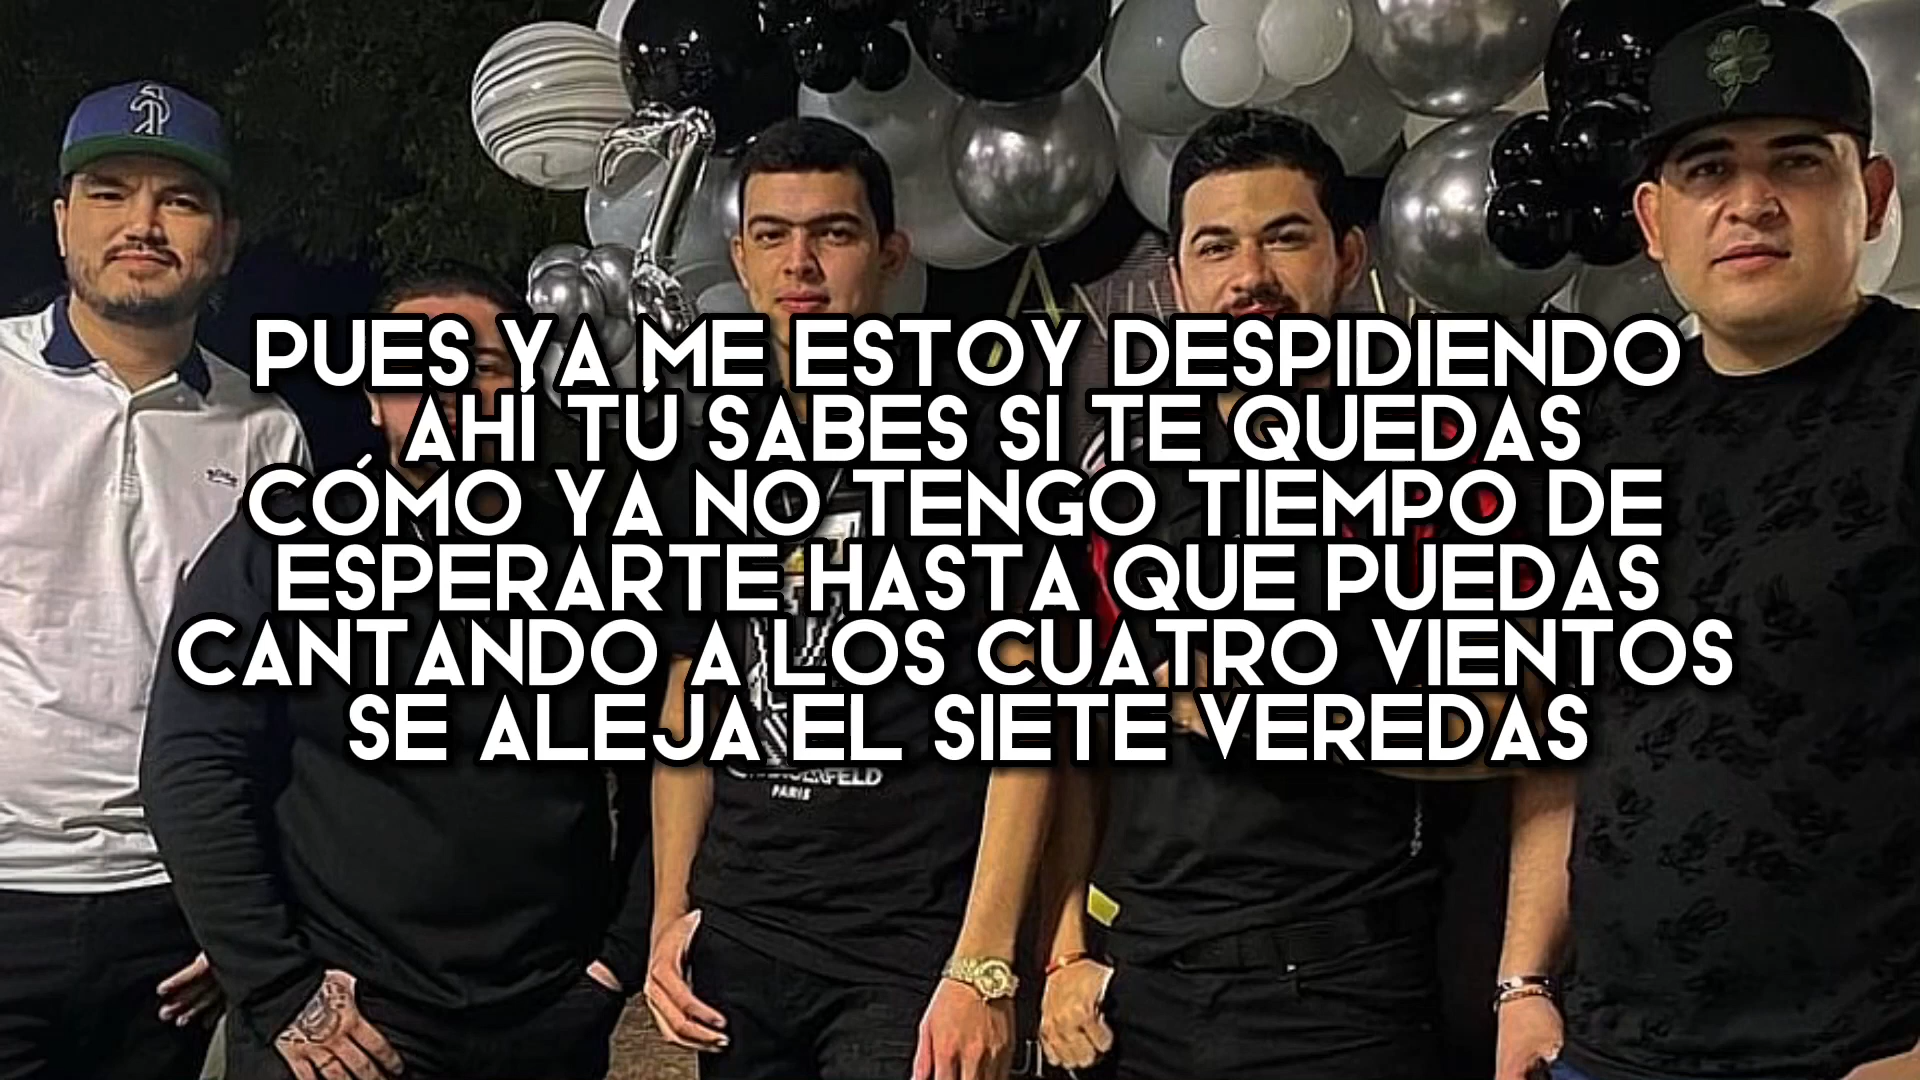 PUES YA ME ESTOY DESPIDIENDO
AHÍ TÚ SABES SI TE QUEDAS
CÓMO YA NO TENGO TIEMPO DE
ESPERARTE HASTA QUE PUEDAS
CANTANDO A LOS CUATRO VIENTOS
SE ALEJA EL SIETE VEREDAS
PARIS